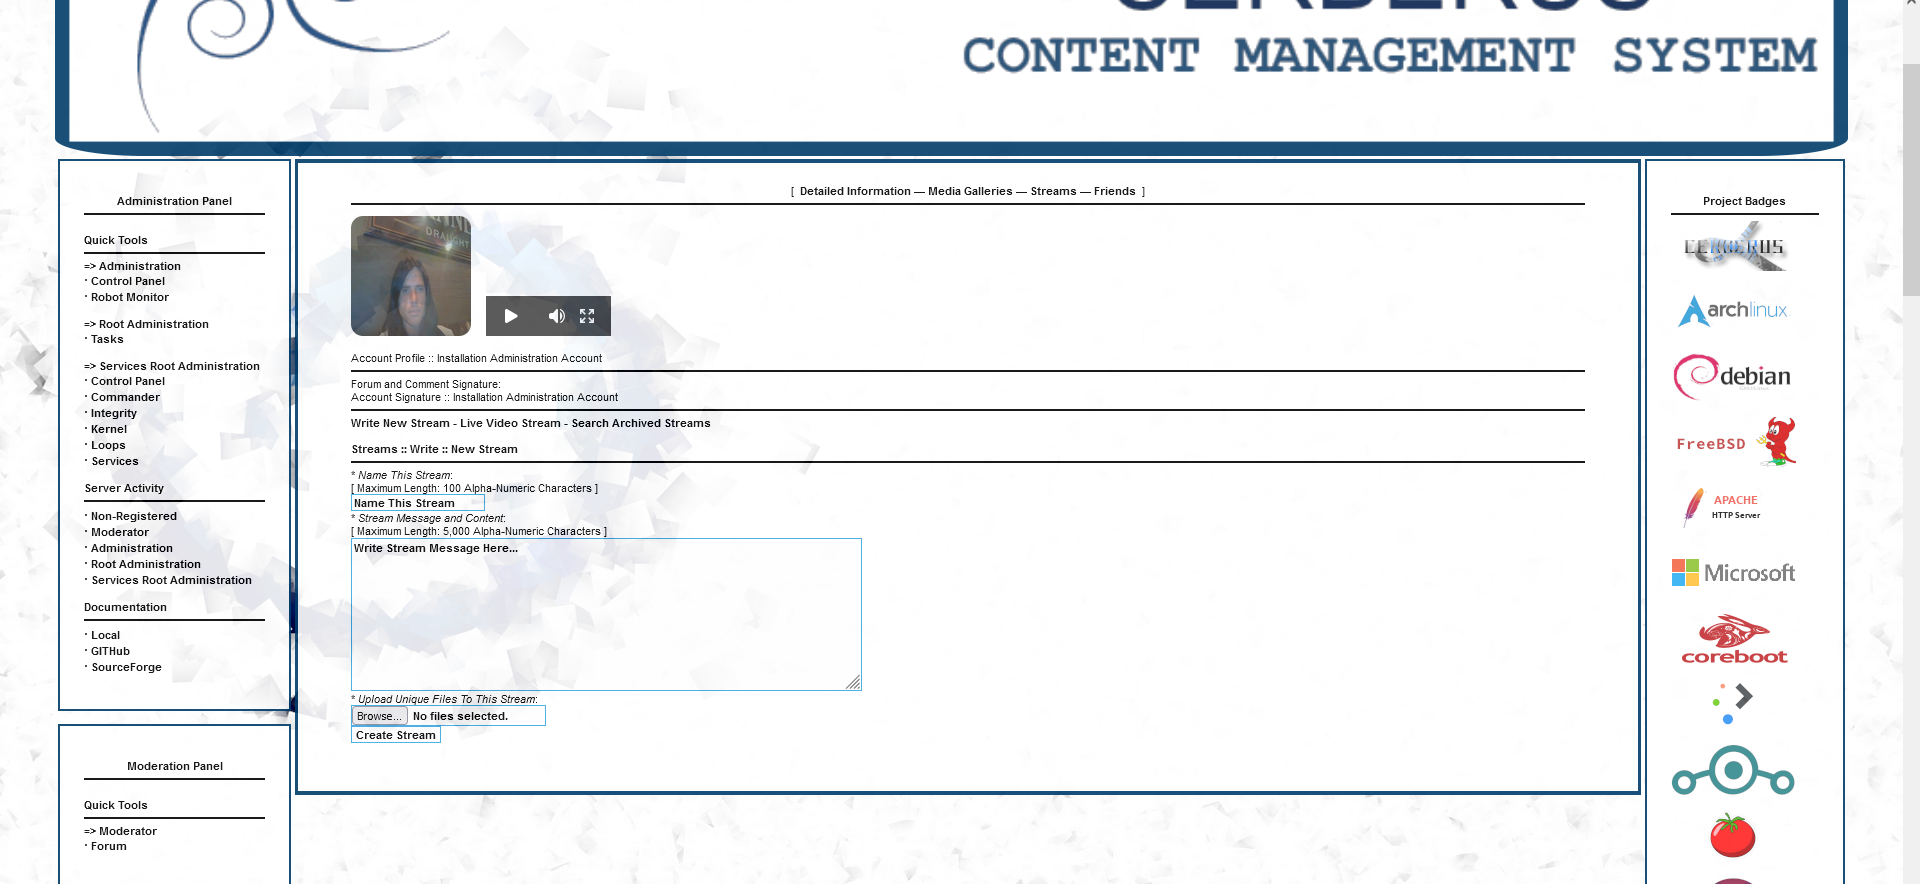 CERBERUS
CONTENT MANAGEMENT SYSTEM
Administration Panel
Quick Tools
=> Administration
· Control Panel
· Robot Monitor
=> Root Administration
· Tasks
=> Services Root Administration
· Control Panel
· Commander
· Integrity
· Kernel
· Loops
· Services
Server Activity
· Non-Registered
· Moderator
· Administration
· Root Administration
· Services Root Administration
Documentation
· Local
· GITHub
· SourceForge
Moderation Panel
Quick Tools
=> Moderator
· Forum
[ Detailed Information — Media Galleries — Streams — Friends ]
DRAUGHT
Account Profile :: Installation Administration Account
Forum and Comment Signature:
Account Signature :: Installation Administration Account
Write New Stream - Live Video Stream - Search Archived Streams
Streams :: Write :: New Stream
* Name This Stream:
[ Maximum Length: 100 Alpha-Numeric Characters ]
Name This Stream
* Stream Message and Content:
[ Maximum Length: 5,000 Alpha-Numeric Characters ]
Write Stream Message Here...
* Upload Unique Files To This Stream:
Browse... No files selected.
Create Stream
Project Badges
CERBERUS
archlinux
debian
FreeBSD
APACHE
HTTP Server
Microsoft
coreboot